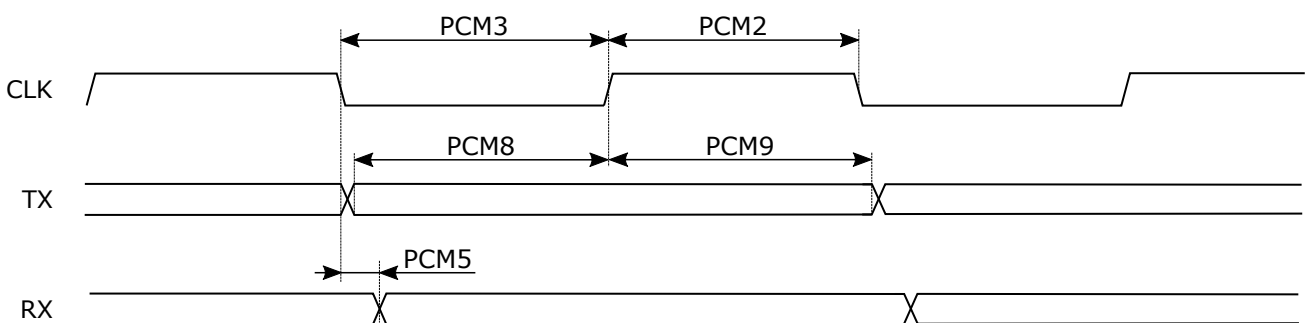 PCM3 PCM2
CLK
PCM8 PCM9
TX
PCM5
RX